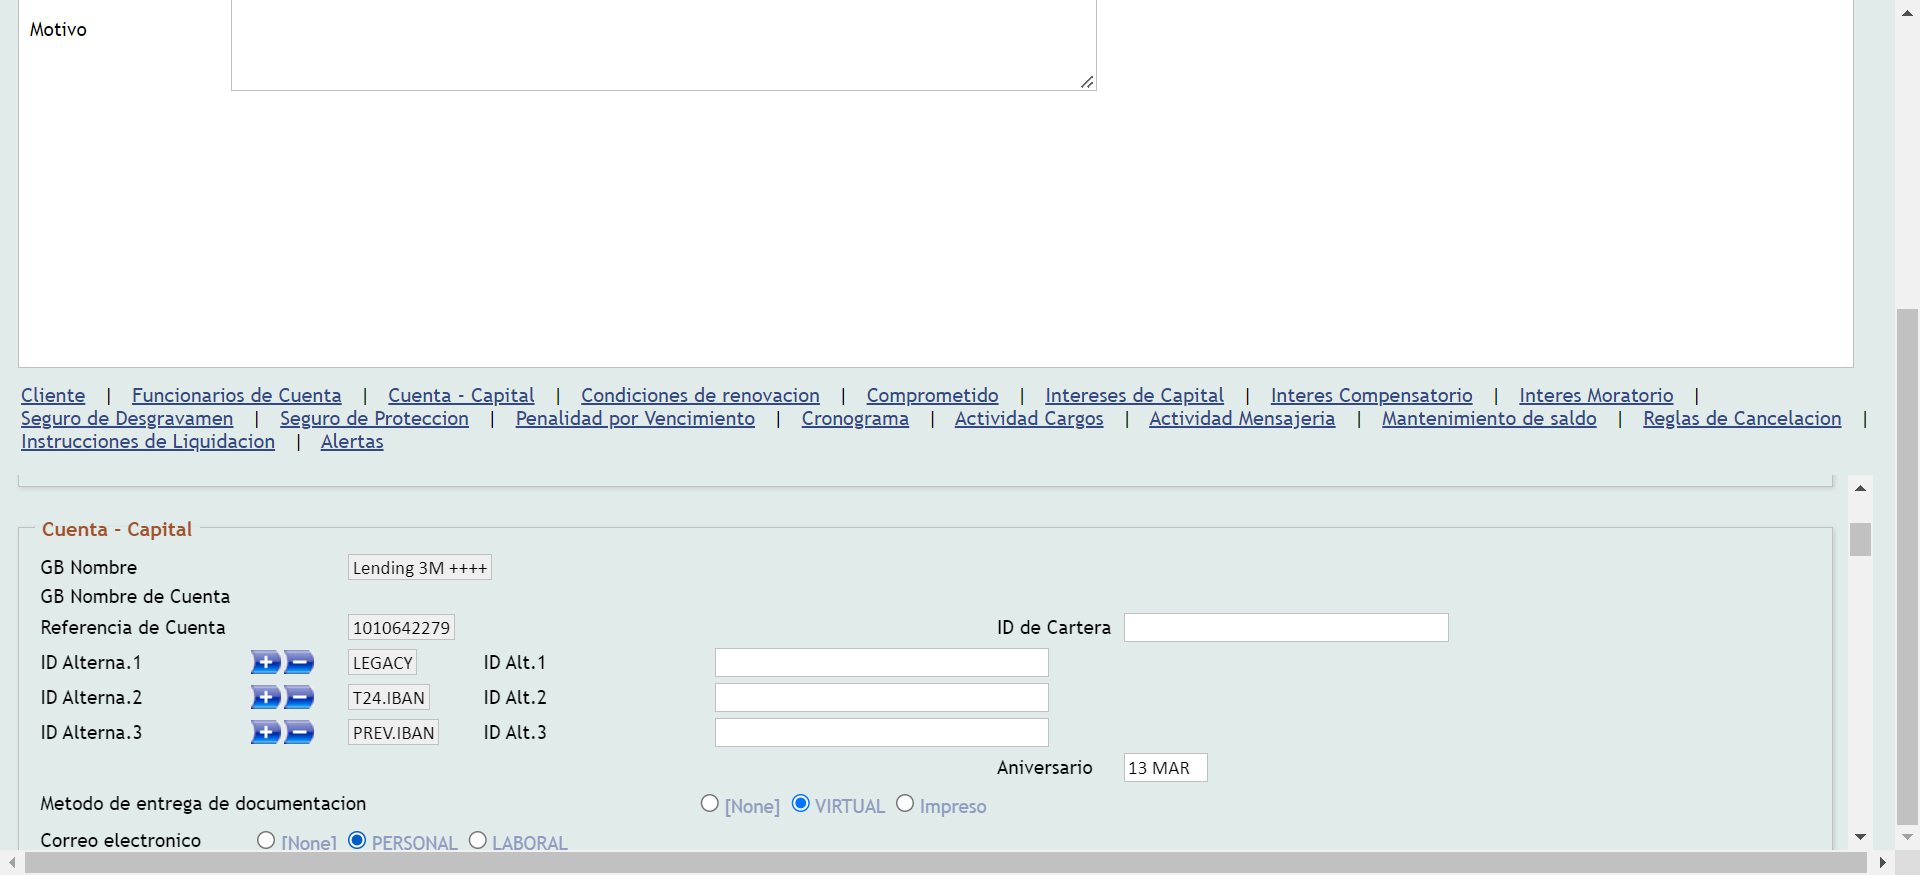 Motivo
Cliente | Funcionarios de Cuenta | Cuenta - Capital | Condiciones de renovacion | Comprometido | Intereses de Capital | Interes Compensatorio | Interes Moratorio |
Seguro de Desgravamen | Seguro de Proteccion | Penalidad por Vencimiento | Cronograma | Actividad Cargos | Actividad Mensajeria | Mantenimiento de saldo | Reglas de Cancelacion |
Instrucciones de Liquidacion | Alertas
Cuenta - Capital
GB Nombre Lending 3M ++++
GB Nombre de Cuenta
Referencia de Cuenta 1010642279 ID de Cartera
ID Alterna.1 LEGACY ID Alt.1
ID Alterna.2 T24.IBAN ID Alt.2
ID Alterna.3 PREV.IBAN ID Alt.3
Aniversario 13 MAR
Metodo de entrega de documentacion [None] VIRTUAL Impreso
Correo electronico [None] PERSONAL LABORAL